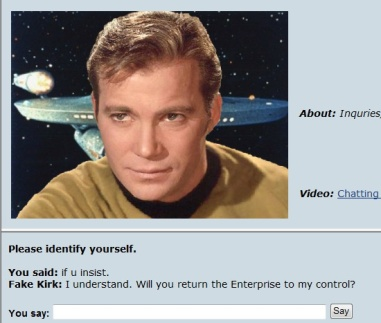 About: Inquries,
Video: Chatting
Please identify yourself.
You said: if u insist.
Fake Kirk: I understand. Will you return the Enterprise to my control?
You say:
Say